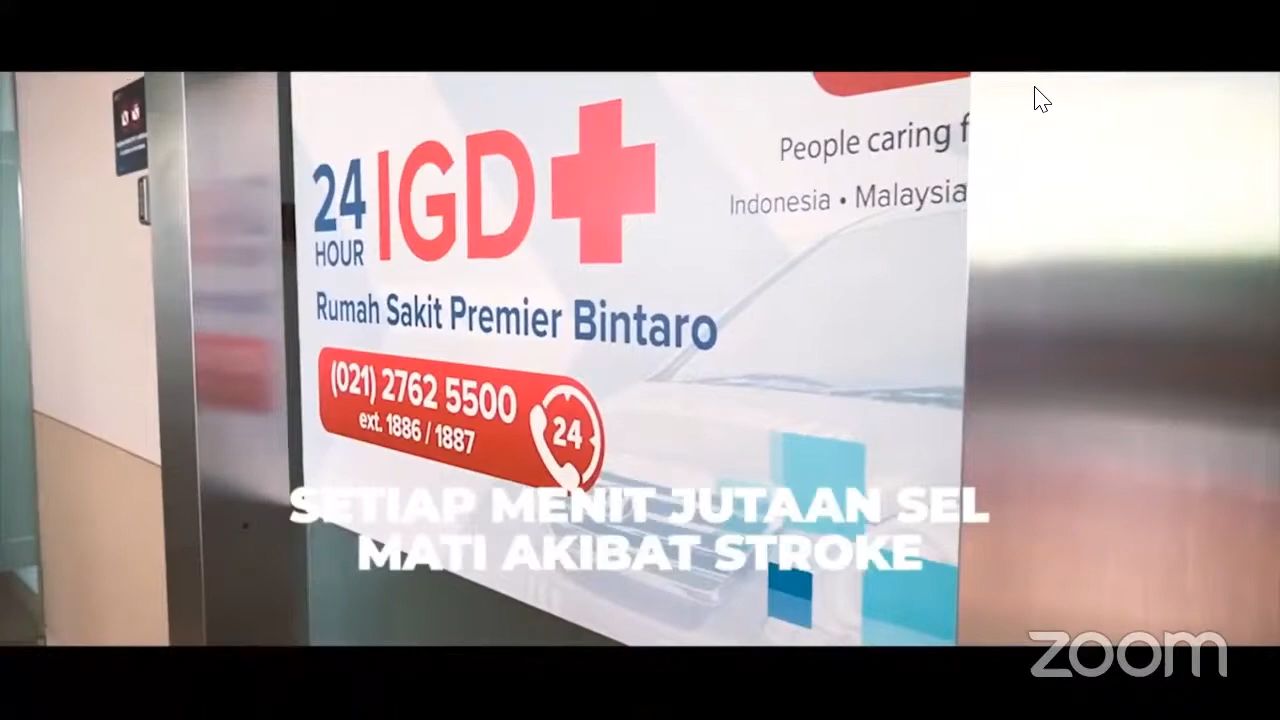 24
HOUR
IGD
People caring f
Indonesia • Malaysia
Rumah Sakit Premier Bintaro
(021) 2762 5500
ext. 1886 / 1887
24
SETIAP MENIT JUTAAN SEL
MATI AKIBAT STROKE
zoom